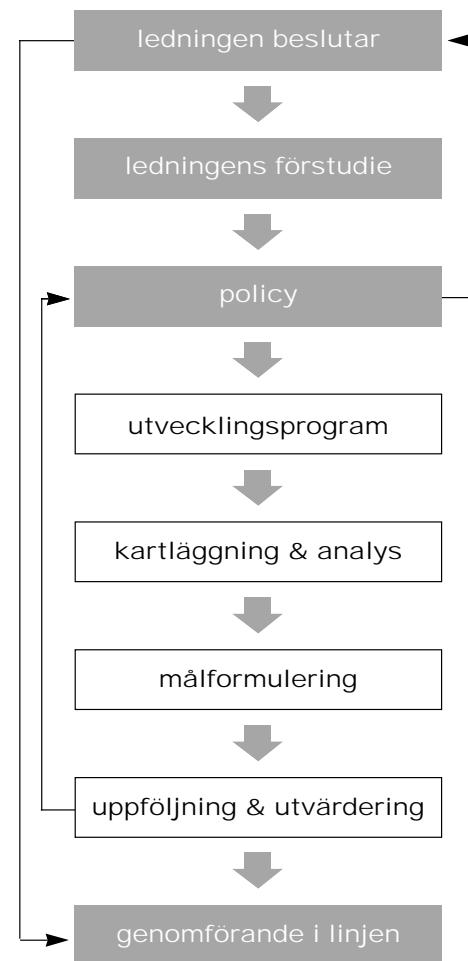 ledningen beslutar
ledningens förstudie
policy
utvecklingsprogram
kartläggning & analys
målformulering
uppföljning & utvärdering
genomförande i linjen